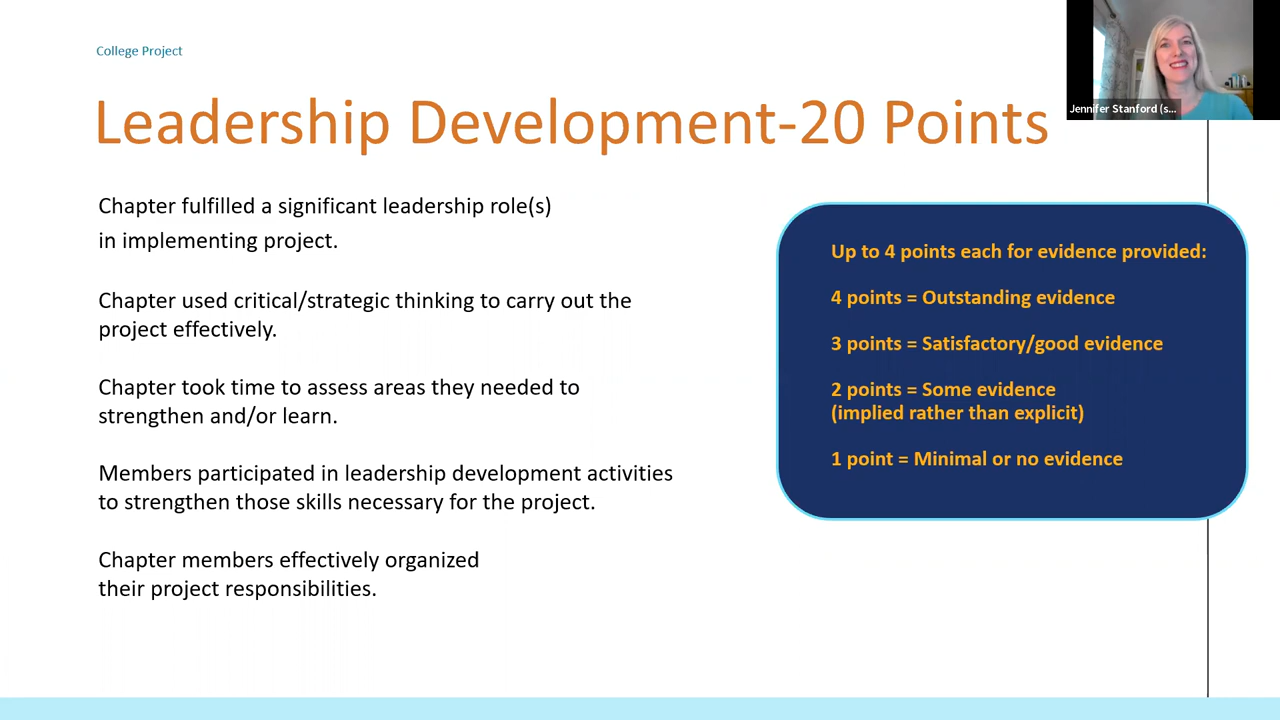 College Project
Jennifer Stanford (s...
Leadership Development-20 Points
Chapter fulfilled a significant leadership role(s)
in implementing project.
Chapter used critical/strategic thinking to carry out the
project effectively.
Chapter took time to assess areas they needed to
strengthen and/or learn.
Members participated in leadership development activities
to strengthen those skills necessary for the project.
Chapter members effectively organized
their project responsibilities.
Up to 4 points each for evidence provided:
4 points = Outstanding evidence
3 points = Satisfactory/good evidence
2 points = Some evidence
(implied rather than explicit)
1 point = Minimal or no evidence